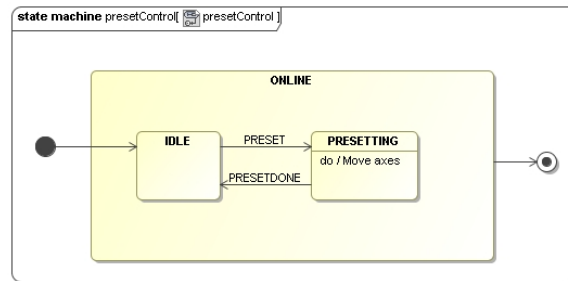 state machine presetControl[ presetControl ]
ONLINE
IDLE
PRESET
PRESETTING
do / Move axes
PRESETDONE